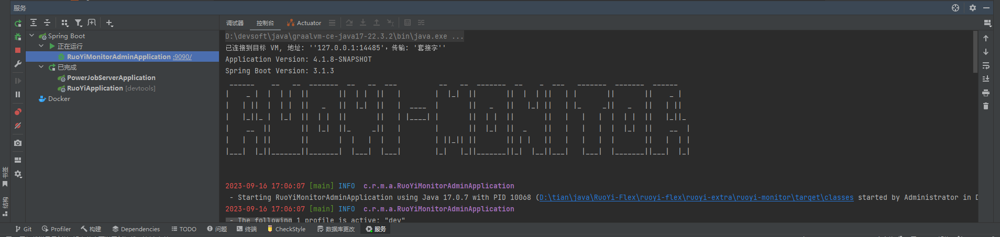 服务
调试器 控制台 Actuator
Spring Boot
正在运行
RuoYiMonitorAdminApplication :9090/
已完成
PowerJobServerApplication
RuoYiApplication [devtools]
Docker
D:\devsoft\java\graalvm-ce-java17-22.3.2\bin\java.exe ...
已连接到目标 VM, 地址: ''127.0.0.1:14485'，传输: '套接字''
Application Version: 4.1.8-SNAPSHOT
Spring Boot Version: 3.1.3
RUOYI-MONITOR
2023-09-16 17:06:07 [main] INFO c.r.m.a.RuoYiMonitorAdminApplication
- Starting RuoYiMonitorAdminApplication using Java 17.0.7 with PID 10068 (D:\tian\java\RuoYi-Flex\ruoyi-flex\ruoyi-extra\ruoyi-monitor\target\classes started by Administrator in D
2023-09-16 17:06:07 [main] INFO c.r.m.a.RuoYiMonitorAdminApplication
- The following 1 profile is active: "dev"
书签
结构
Git Profiler 构建 Dependencies TODO 问题 终端 CheckStyle 数据库更改 服务